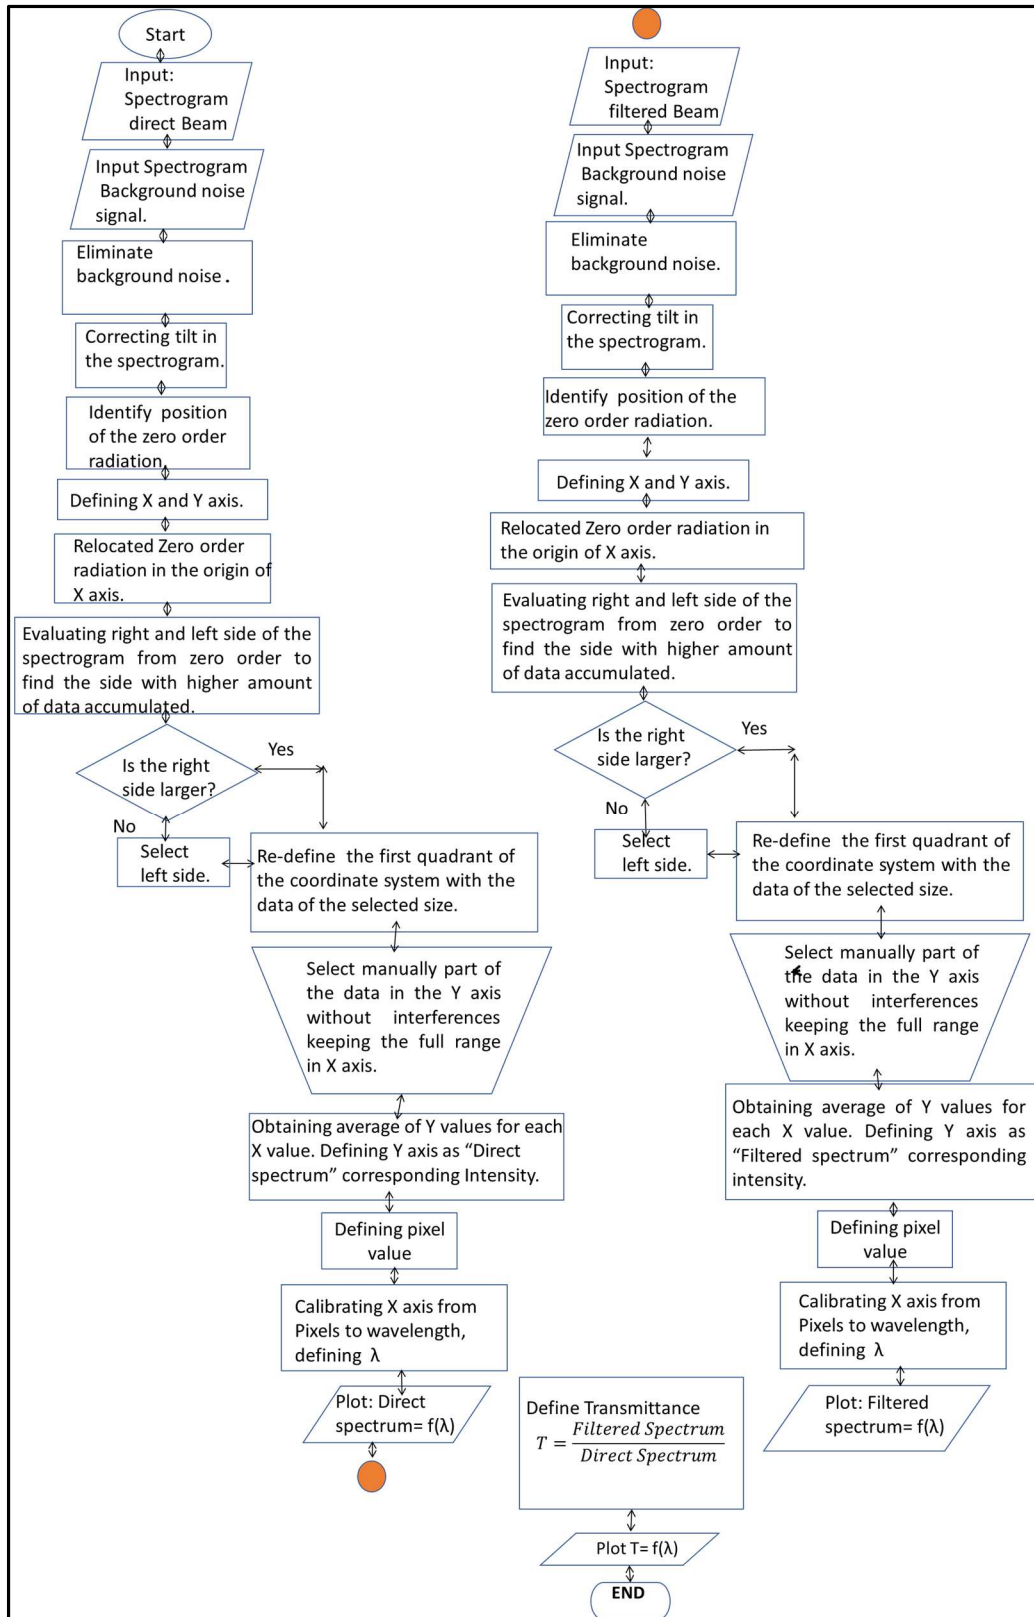 Start
Input:
Spectrogram
direct Beam
Input Spectrogram
Background noise
signal.
Eliminate
background noise.
Correcting tilt in
the spectrogram.
Identify position
of the zero order
radiation.
Defining X and Y axis.
Relocated Zero order
radiation in the origin of
X axis.
Evaluating right and left side of the
spectrogram from zero order to
find the side with higher amount
of data accumulated.
Is the right
side larger?
Yes
No
Select
left side.
Re-define the first quadrant of
the coordinate system with the
data of the selected size.
Select manually part of
the data in the Y axis
without interferences
keeping the full range
in X axis.
Obtaining average of Y values for each
X value. Defining Y axis as “Direct
spectrum” corresponding Intensity.
Defining pixel
value
Calibrating X axis from
Pixels to wavelength,
defining λ
Plot: Direct
spectrum= f(λ)
Input:
Spectrogram
filtered Beam
Input Spectrogram
Background noise
signal.
Eliminate
background noise.
Correcting tilt in
the spectrogram.
Identify position of the
zero order radiation.
Defining X and Y axis.
Relocated Zero order radiation in
the origin of X axis.
Evaluating right and left side of the
spectrogram from zero order to
find the side with higher amount
of data accumulated.
Is the right
side larger?
Yes
No
Select
left side.
Re-define the first quadrant of
the coordinate system with the
data of the selected size.
Select manually part of
the data in the Y axis
without interferences
keeping the full range
in X axis.
Obtaining average of Y values for
each X value. Defining Y axis as
“Filtered spectrum” corresponding
intensity.
Defining pixel
value
Calibrating X axis from
Pixels to wavelength,
defining λ
Plot: Filtered
spectrum= f(λ)
Define Transmittance
T = Filtered Spectrum / Direct Spectrum
Plot T= f(λ)
END